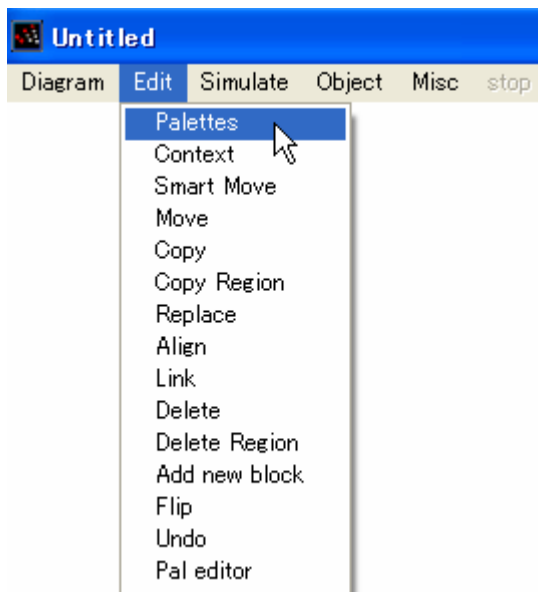 Untitled
Diagram Edit Simulate Object Misc stop
Palettes
Context
Smart Move
Move
Copy
Copy Region
Replace
Align
Link
Delete
Delete Region
Add new block
Flip
Undo
Pal editor